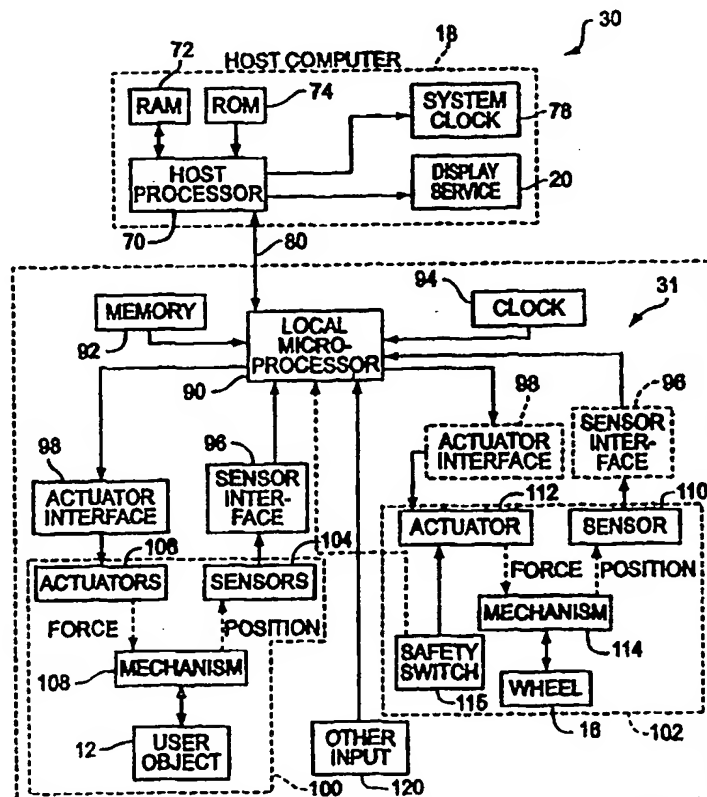 30
18
HOST COMPUTER
72
RAM
ROM
74
SYSTEM
CLOCK
78
HOST
PROCESSOR
DISPLAY
SERVICE
20
70
80
94
CLOCK
31
MEMORY
92
LOCAL
MICRO-
PROCESSOR
90
98
ACTUATOR
INTERFACE
96
SENSOR
INTER-
FACE
98
ACTUATOR
INTERFACE
96
SENSOR
INTER-
FACE
112
ACTUATOR
SENSOR
110
106
ACTUATORS
104
SENSORS
FORCE
POSITION
MECHANISM
114
FORCE
POSITION
MECHANISM
108
SAFETY
SWITCH
115
WHEEL
16
102
12
USER
OBJECT
100
OTHER
INPUT
120